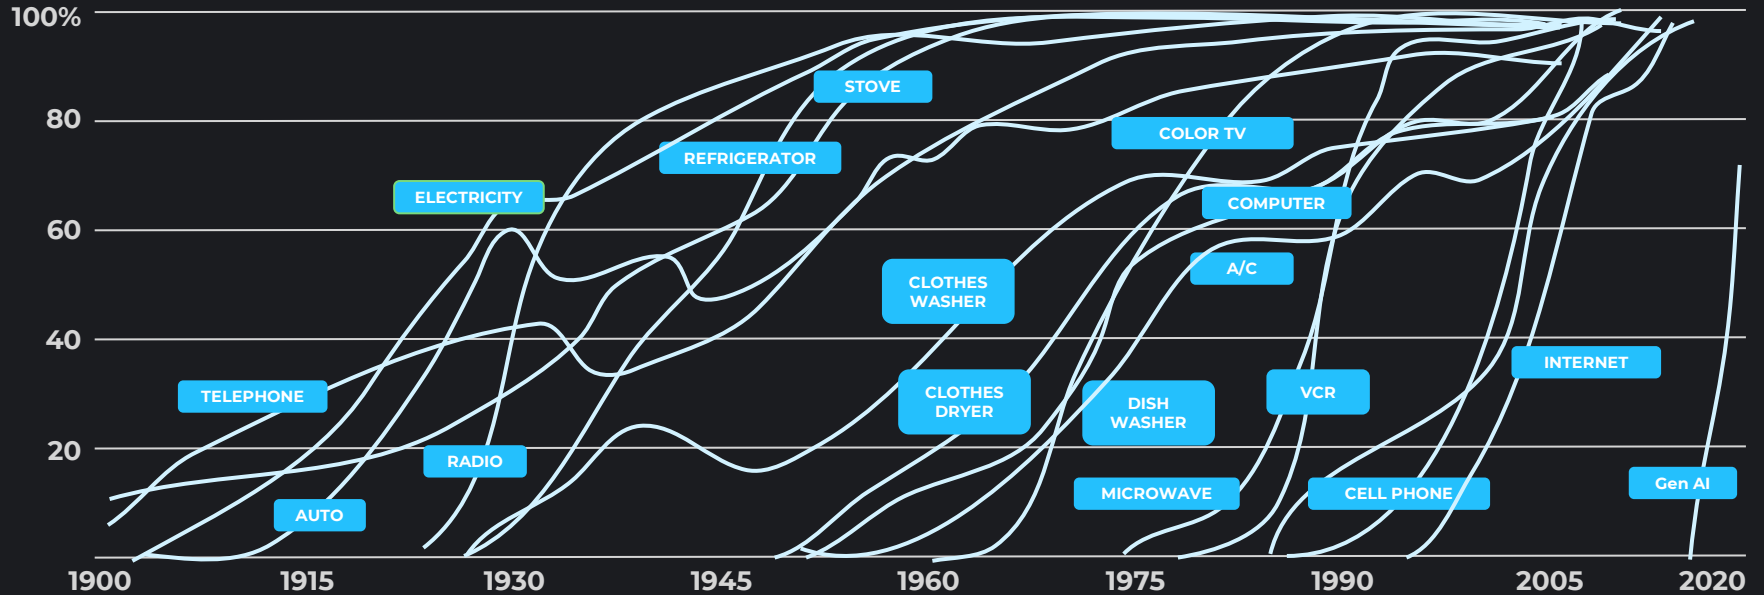 100%
STOVE
80
COLOR TV
REFRIGERATOR
ELECTRICITY
COMPUTER
60
A/C
CLOTHES
WASHER
40
INTERNET
TELEPHONE
CLOTHES
DRYER
DISH
WASHER
VCR
20
RADIO
MICROWAVE
CELL PHONE
Gen AI
AUTO
1900 1915 1930 1945 1960 1975 1990 2005 2020